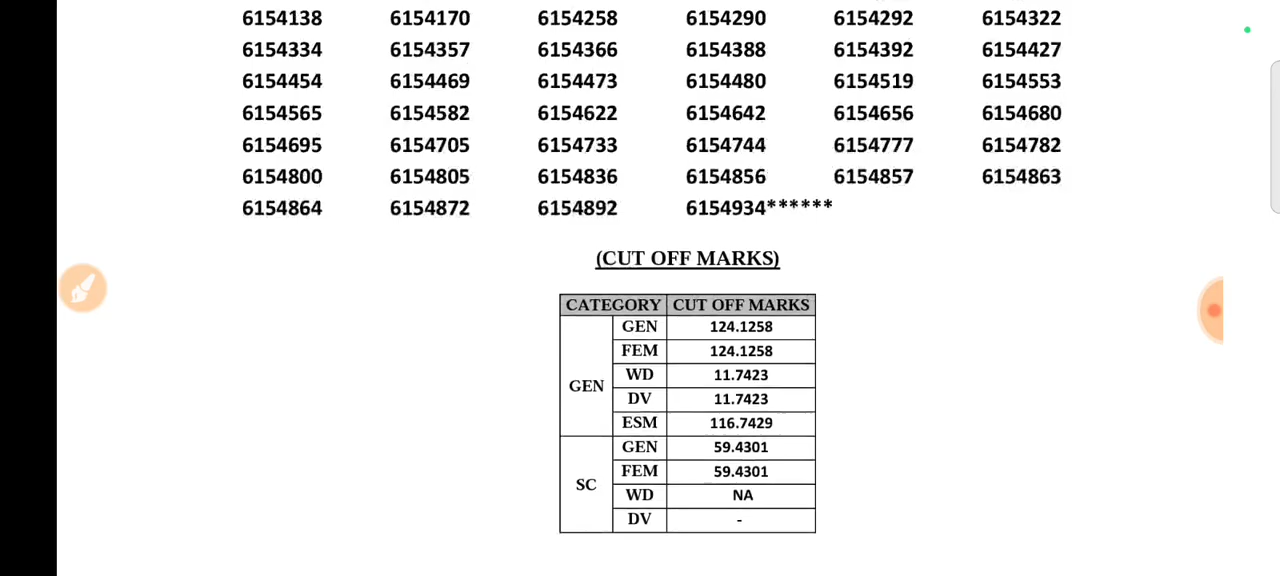 6154138 6154170 6154258 6154290 6154292 6154322
6154334 6154357 6154366 6154388 6154392 6154427
6154454 6154469 6154473 6154480 6154519 6154553
6154565 6154582 6154622 6154642 6154656 6154680
6154695 6154705 6154733 6154744 6154777 6154782
6154800 6154805 6154836 6154856 6154857 6154863
6154864 6154872 6154892 6154934******
(CUT OFF MARKS)
CATEGORY CUT OFF MARKS
GEN GEN 124.1258
FEM 124.1258
WD 11.7423
DV 11.7423
ESM 116.7429
SC GEN 59.4301
FEM 59.4301
WD NA
DV -